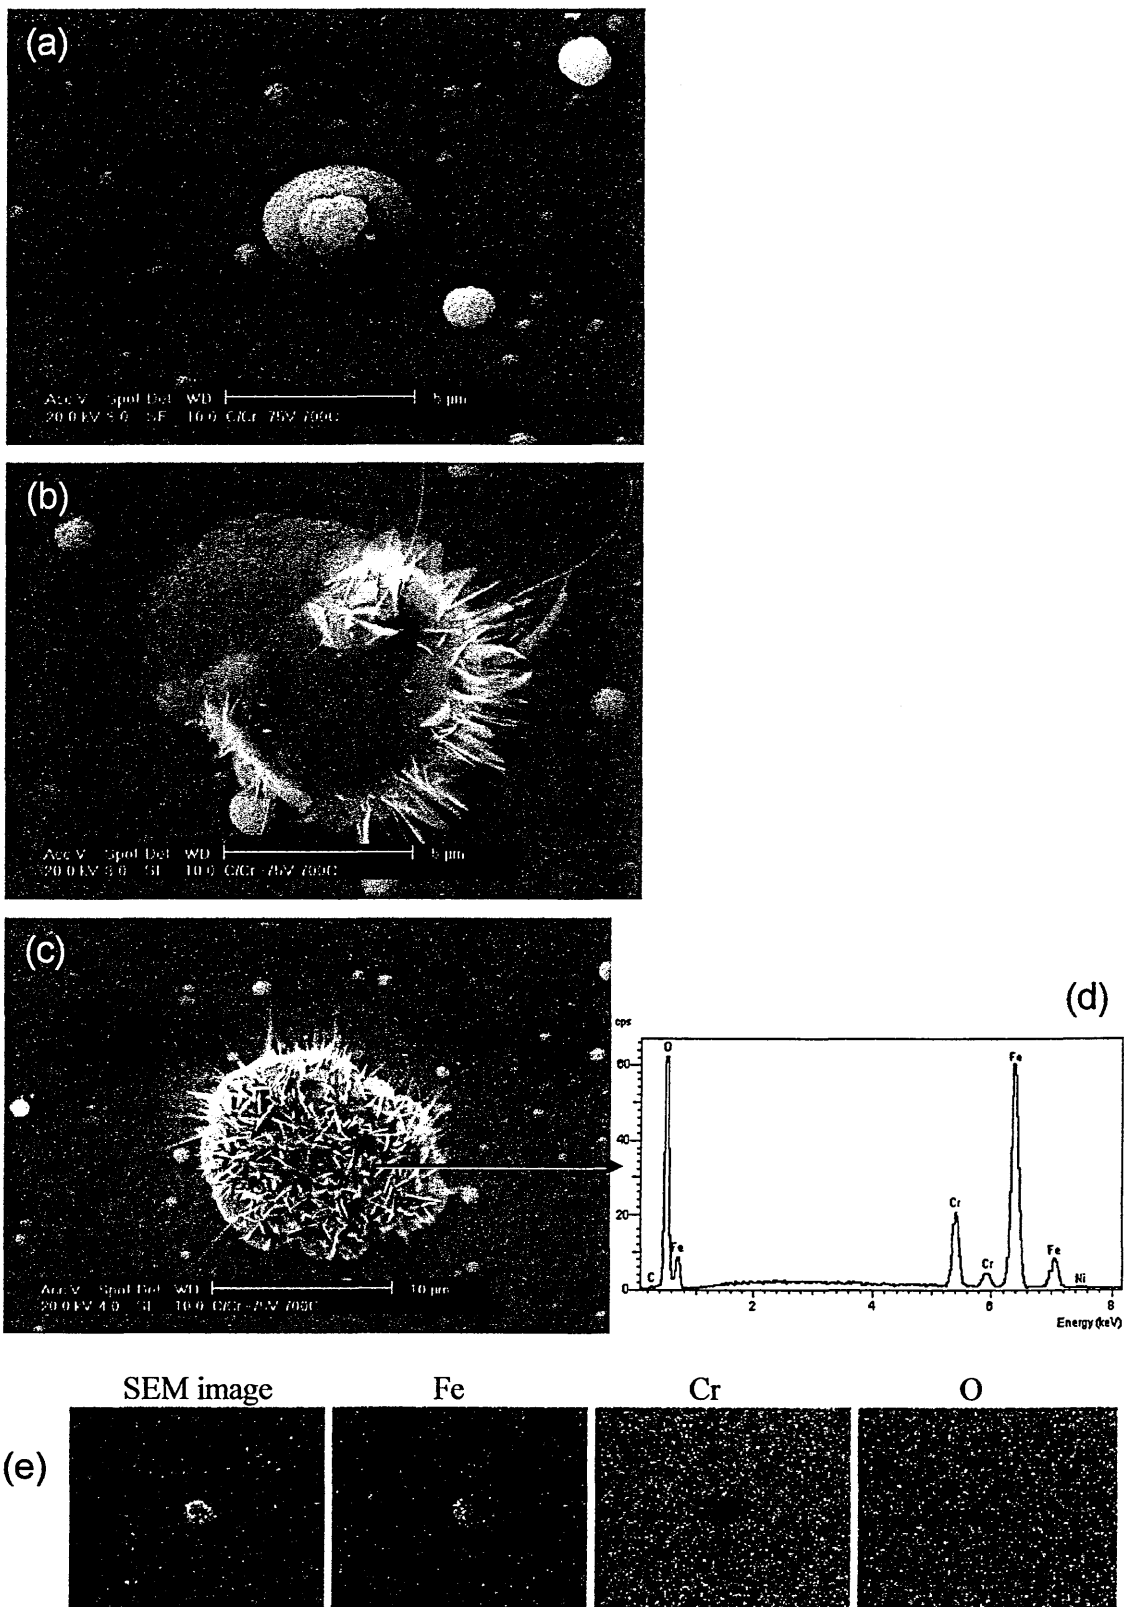 (a)
Acc V Spot Det WD 5 µm
20.0 kV 3.0 SE 10.0 C/Cr -75V 700C
(b)
Acc V Spot Det WD 5 µm
20.0 kV 3.0 SE 10.0 C/Cr -75V 700C
(c)
Acc V Spot Det WD 10 µm
20.0 kV 4.0 SE 10.0 C/Cr -75V 700C
(d)
cps
O
Fe
60
40
Cr
20
Fe
Cr
Fe
C
Ni
0
2
4
6
8
Energy (keV)
SEM image Fe Cr O
(e)